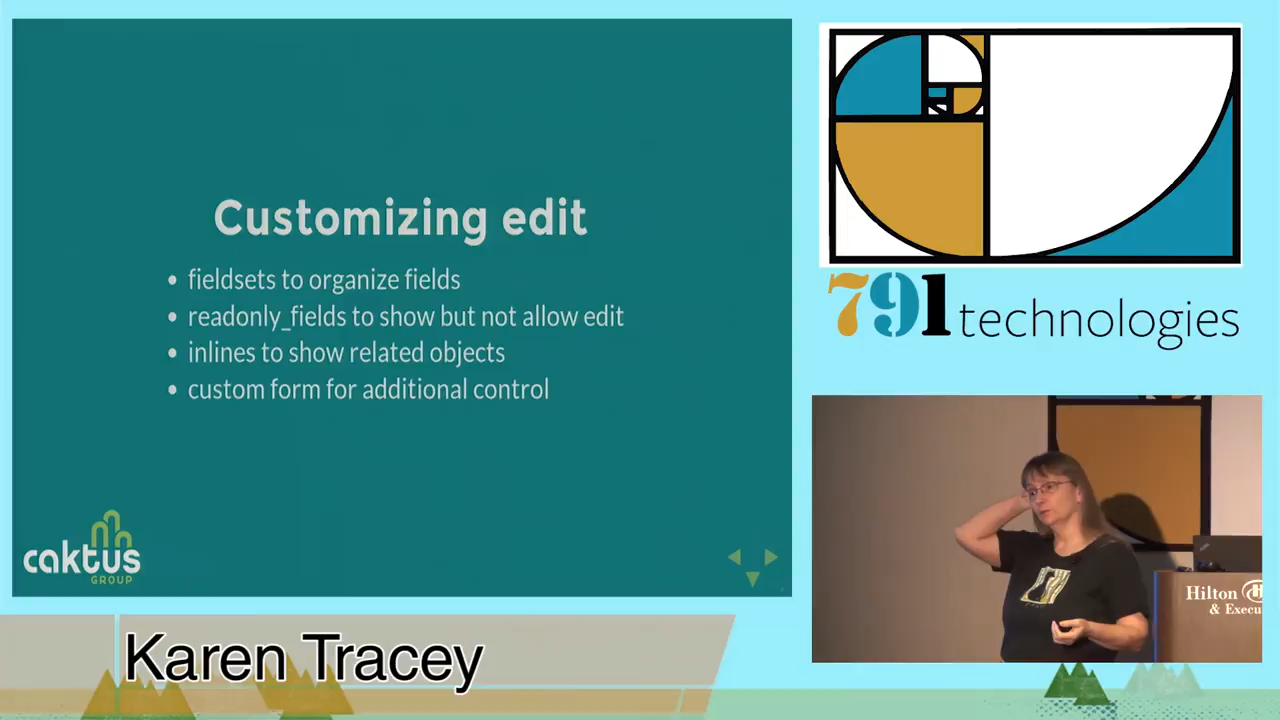 Customizing edit
fieldsets to organize fields
readonly_fields to show but not allow edit
inlines to show related objects
custom form for additional control
caktus
GROUP
791 technologies
Hilton
& Execu
Karen Tracey